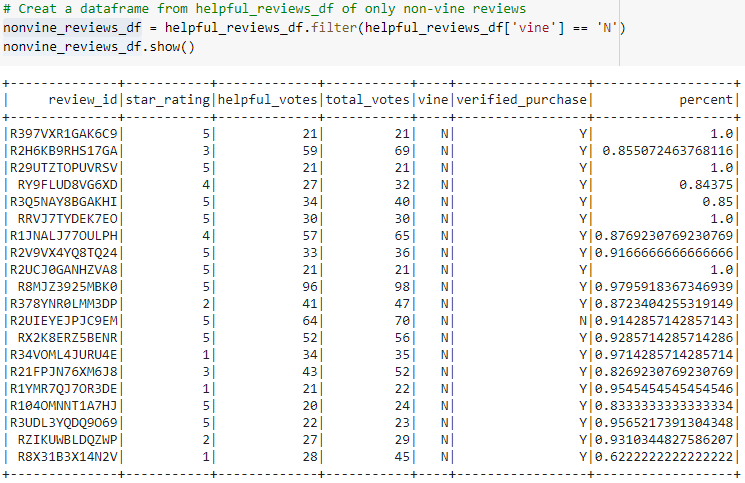 # Creat a dataframe from helpful_reviews_df of only non-vine reviews
nonvine_reviews_df = helpful_reviews_df.filter(helpful_reviews_df['vine'] == 'N')
nonvine_reviews_df.show()
+--------------+-----------+-------------+-----------+----+-----------------+------------------+
|     review_id|star_rating|helpful_votes|total_votes|vine|verified_purchase|           percent|
+--------------+-----------+-------------+-----------+----+-----------------+------------------+
|R397VXR1GAK6C9|          5|           21|         21|   N|                Y|               1.0|
|R2H6KB9RHS17GA|          3|           59|         69|   N|                Y|    0.855072463768116|
|R29UTZTOPUVRSV|          5|           21|         21|   N|                Y|               1.0|
| RY9FLUD8VG6XD|          4|           27|         32|   N|                Y|           0.84375|
|R3Q5NAY8BGAKHI|          5|           34|         40|   N|                Y|              0.85|
| RRVJ7TYDEK7EO|          5|           30|         30|   N|                Y|               1.0|
|R1JNALJ77OULPH|          4|           57|         65|   N|                Y|0.8769230769230769|
|R2V9VX4YQ8TQ24|          5|           33|         36|   N|                Y|0.9166666666666666|
|R2UCJ0GANHZVA8|          5|           21|         21|   N|                Y|               1.0|
| R8MJZ3925MBK0|          5|           96|         98|   N|                Y|0.9795918367346939|
|R378YNR0LMM3DP|          2|           41|         47|   N|                Y|0.8723404255319149|
|R2UIEYEJPJC9EM|          5|           64|         70|   N|                N|0.9142857142857143|
| RX2K8ERZ5BENR|          5|           52|         56|   N|                Y|0.9285714285714286|
|R34VOML4JURU4E|          1|           34|         35|   N|                Y|0.9714285714285714|
|R21FPJN76XM6J8|          3|           43|         52|   N|                Y|0.8269230769230769|
|R1YMR7QJ7OR3DE|          1|           21|         22|   N|                Y|0.9545454545454546|
|R104OMNNT1A7HJ|          5|           20|         24|   N|                Y|0.8333333333333334|
|R3UDL3YQDQ9O69|          5|           22|         23|   N|                Y|0.9565217391304348|
| RZIKUWBLDQZWP|          2|           27|         29|   N|                Y|0.9310344827586207|
| R8X31B3X14N2V|          1|           28|         45|   N|                Y|0.6222222222222222|
+--------------+-----------+-------------+-----------+----+-----------------+------------------+